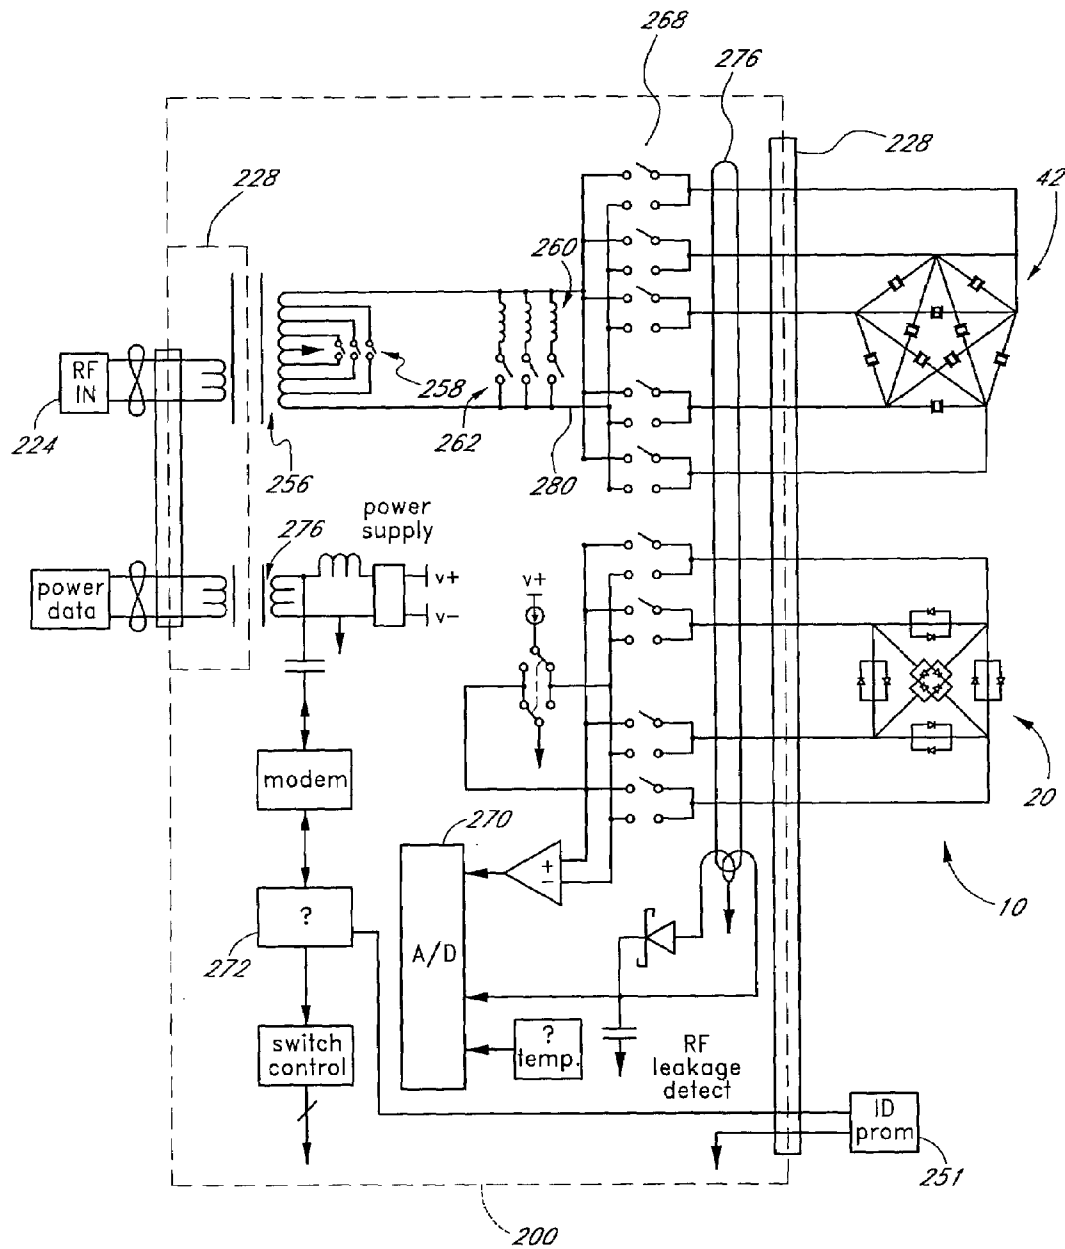 268
276
228
228
42
260
RF
IN
258
262
224
256
280
276
power
supply
power
data
v+
v−
v+
modem
20
270
+
−
10
?
A/D
272
switch
control
?
temp.
RF
leakage
detect
ID
prom
251
200